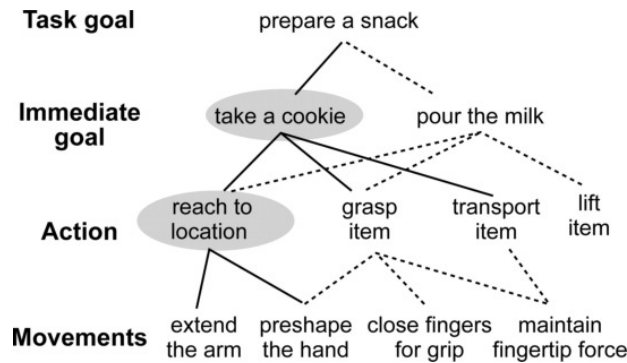 Task goal prepare a snack
Immediate goal take a cookie pour the milk
Action reach to location grasp item transport item lift item
Movements extend the arm preshape the hand close fingers for grip maintain fingertip force